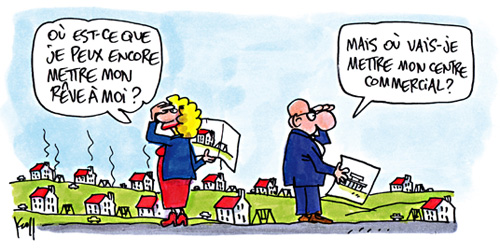 OÙ EST-CE QUE
JE PEUX ENCORE
METTRE MON
RÊVE À MOI ?
MAIS OÙ VAIS-JE
METTRE MON CENTRE
COMMERCIAL ?
Kroll